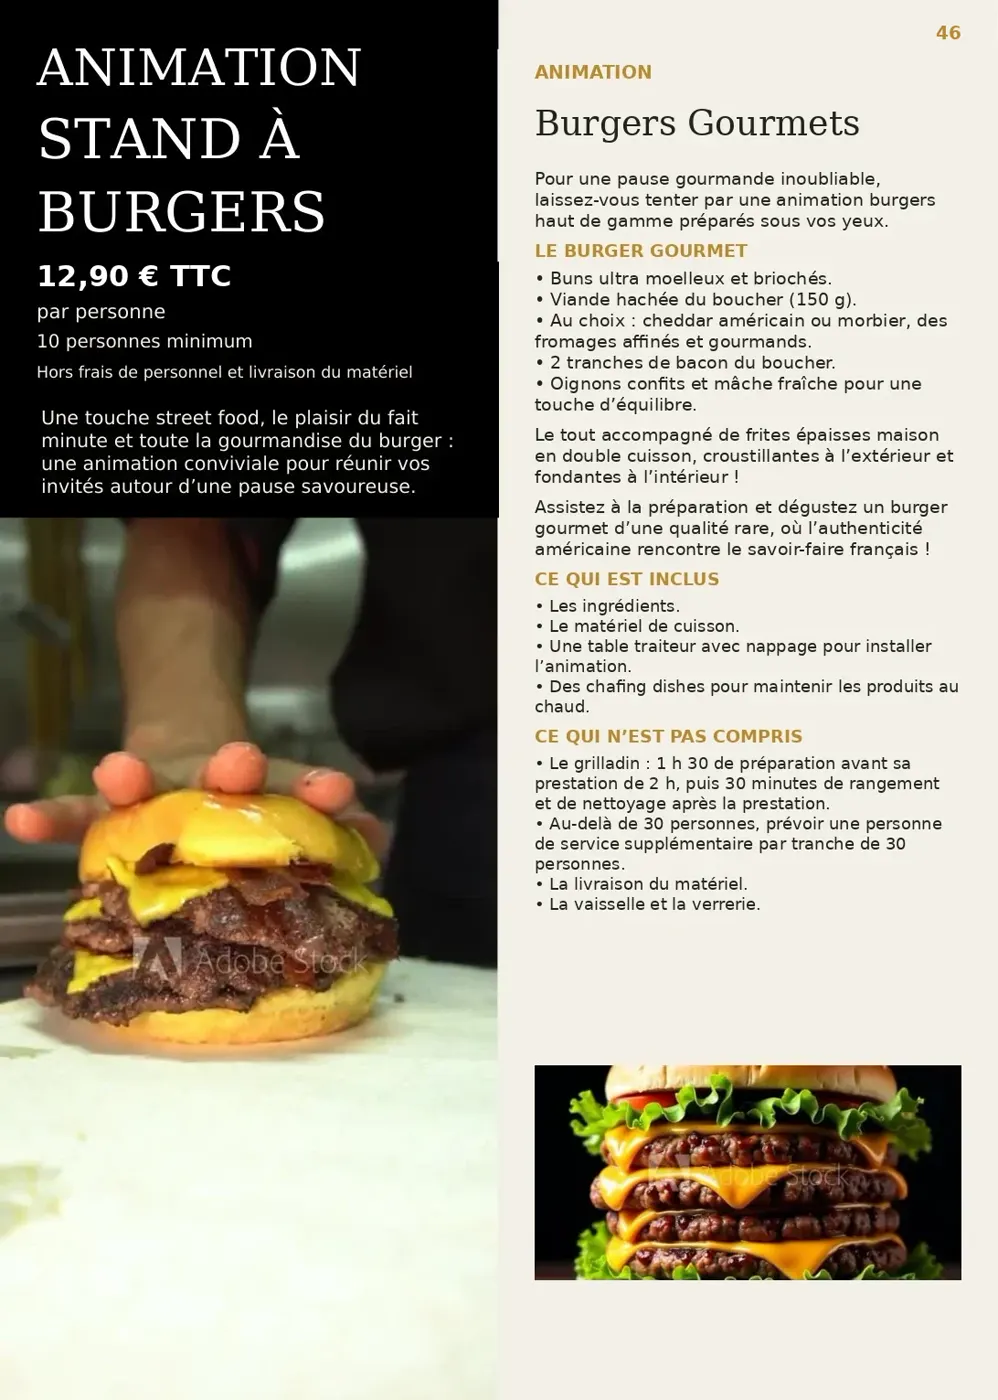 ANIMATION
STAND À
BURGERS
12,90 € TTC
par personne
10 personnes minimum
Hors frais de personnel et livraison du matériel
Une touche street food, le plaisir du fait
minute et toute la gourmandise du burger :
une animation conviviale pour réunir vos
invités autour d’une pause savoureuse.
Adobe Stock
46
ANIMATION
Burgers Gourmets
Pour une pause gourmande inoubliable,
laissez-vous tenter par une animation burgers
haut de gamme préparés sous vos yeux.
LE BURGER GOURMET
• Buns ultra moelleux et briochés.
• Viande hachée du boucher (150 g).
• Au choix : cheddar américain ou morbier, des
fromages affinés et gourmands.
• 2 tranches de bacon du boucher.
• Oignons confits et mâche fraîche pour une
touche d’équilibre.
Le tout accompagné de frites épaisses maison
en double cuisson, croustillantes à l’extérieur et
fondantes à l’intérieur !
Assistez à la préparation et dégustez un burger
gourmet d’une qualité rare, où l’authenticité
américaine rencontre le savoir-faire français !
CE QUI EST INCLUS
• Les ingrédients.
• Le matériel de cuisson.
• Une table traiteur avec nappage pour installer
l’animation.
• Des chafing dishes pour maintenir les produits au
chaud.
CE QUI N’EST PAS COMPRIS
• Le grilladin : 1 h 30 de préparation avant sa
prestation de 2 h, puis 30 minutes de rangement
et de nettoyage après la prestation.
• Au-delà de 30 personnes, prévoir une personne
de service supplémentaire par tranche de 30
personnes.
• La livraison du matériel.
• La vaisselle et la verrerie.
Adobe Stock